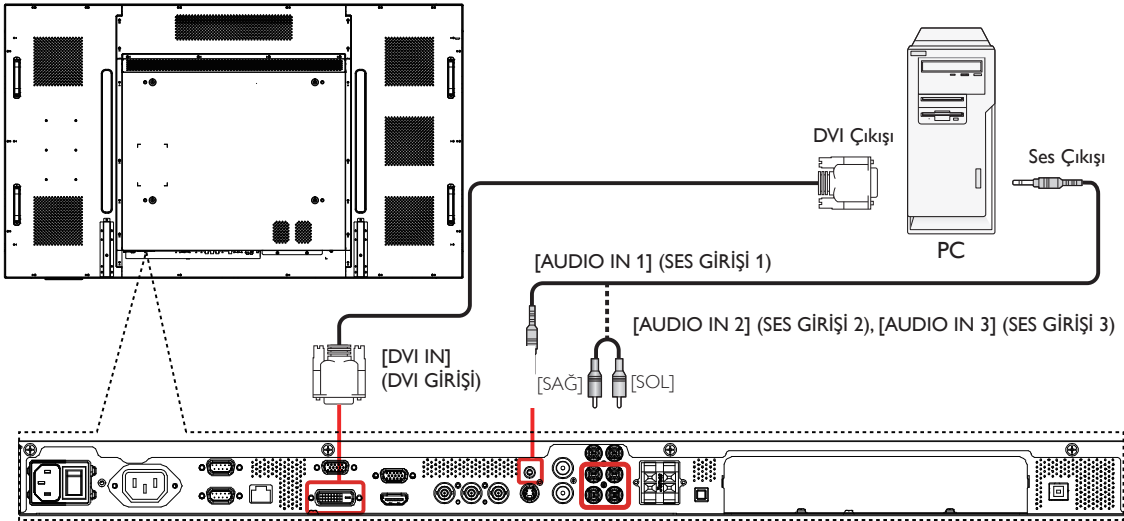 DVI Çıkışı
Ses Çıkışı
PC
[AUDIO IN 1] (SES GİRİŞİ 1)
[AUDIO IN 2] (SES GİRİŞİ 2), [AUDIO IN 3] (SES GİRİŞİ 3)
[DVI IN]
(DVI GİRİŞİ)
[SAĞ]
[SOL]